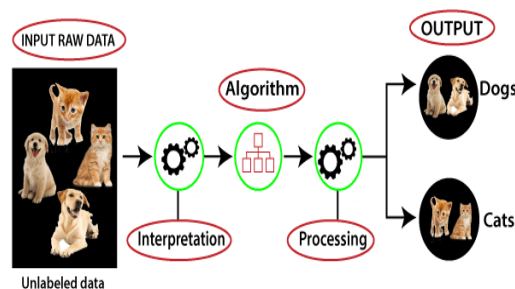 INPUT RAW DATA
Unlabeled data
Interpretation
Algorithm
Processing
OUTPUT
Dogs
Cats